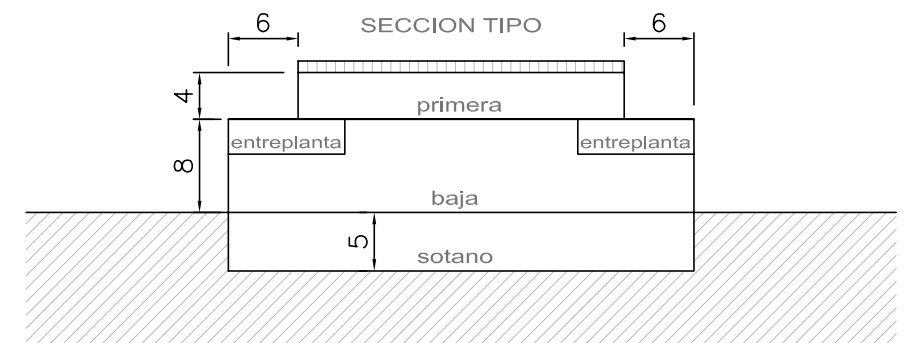 6 SECCION TIPO 6
4 primera
entreplanta entreplanta
8
baja
5
sotano